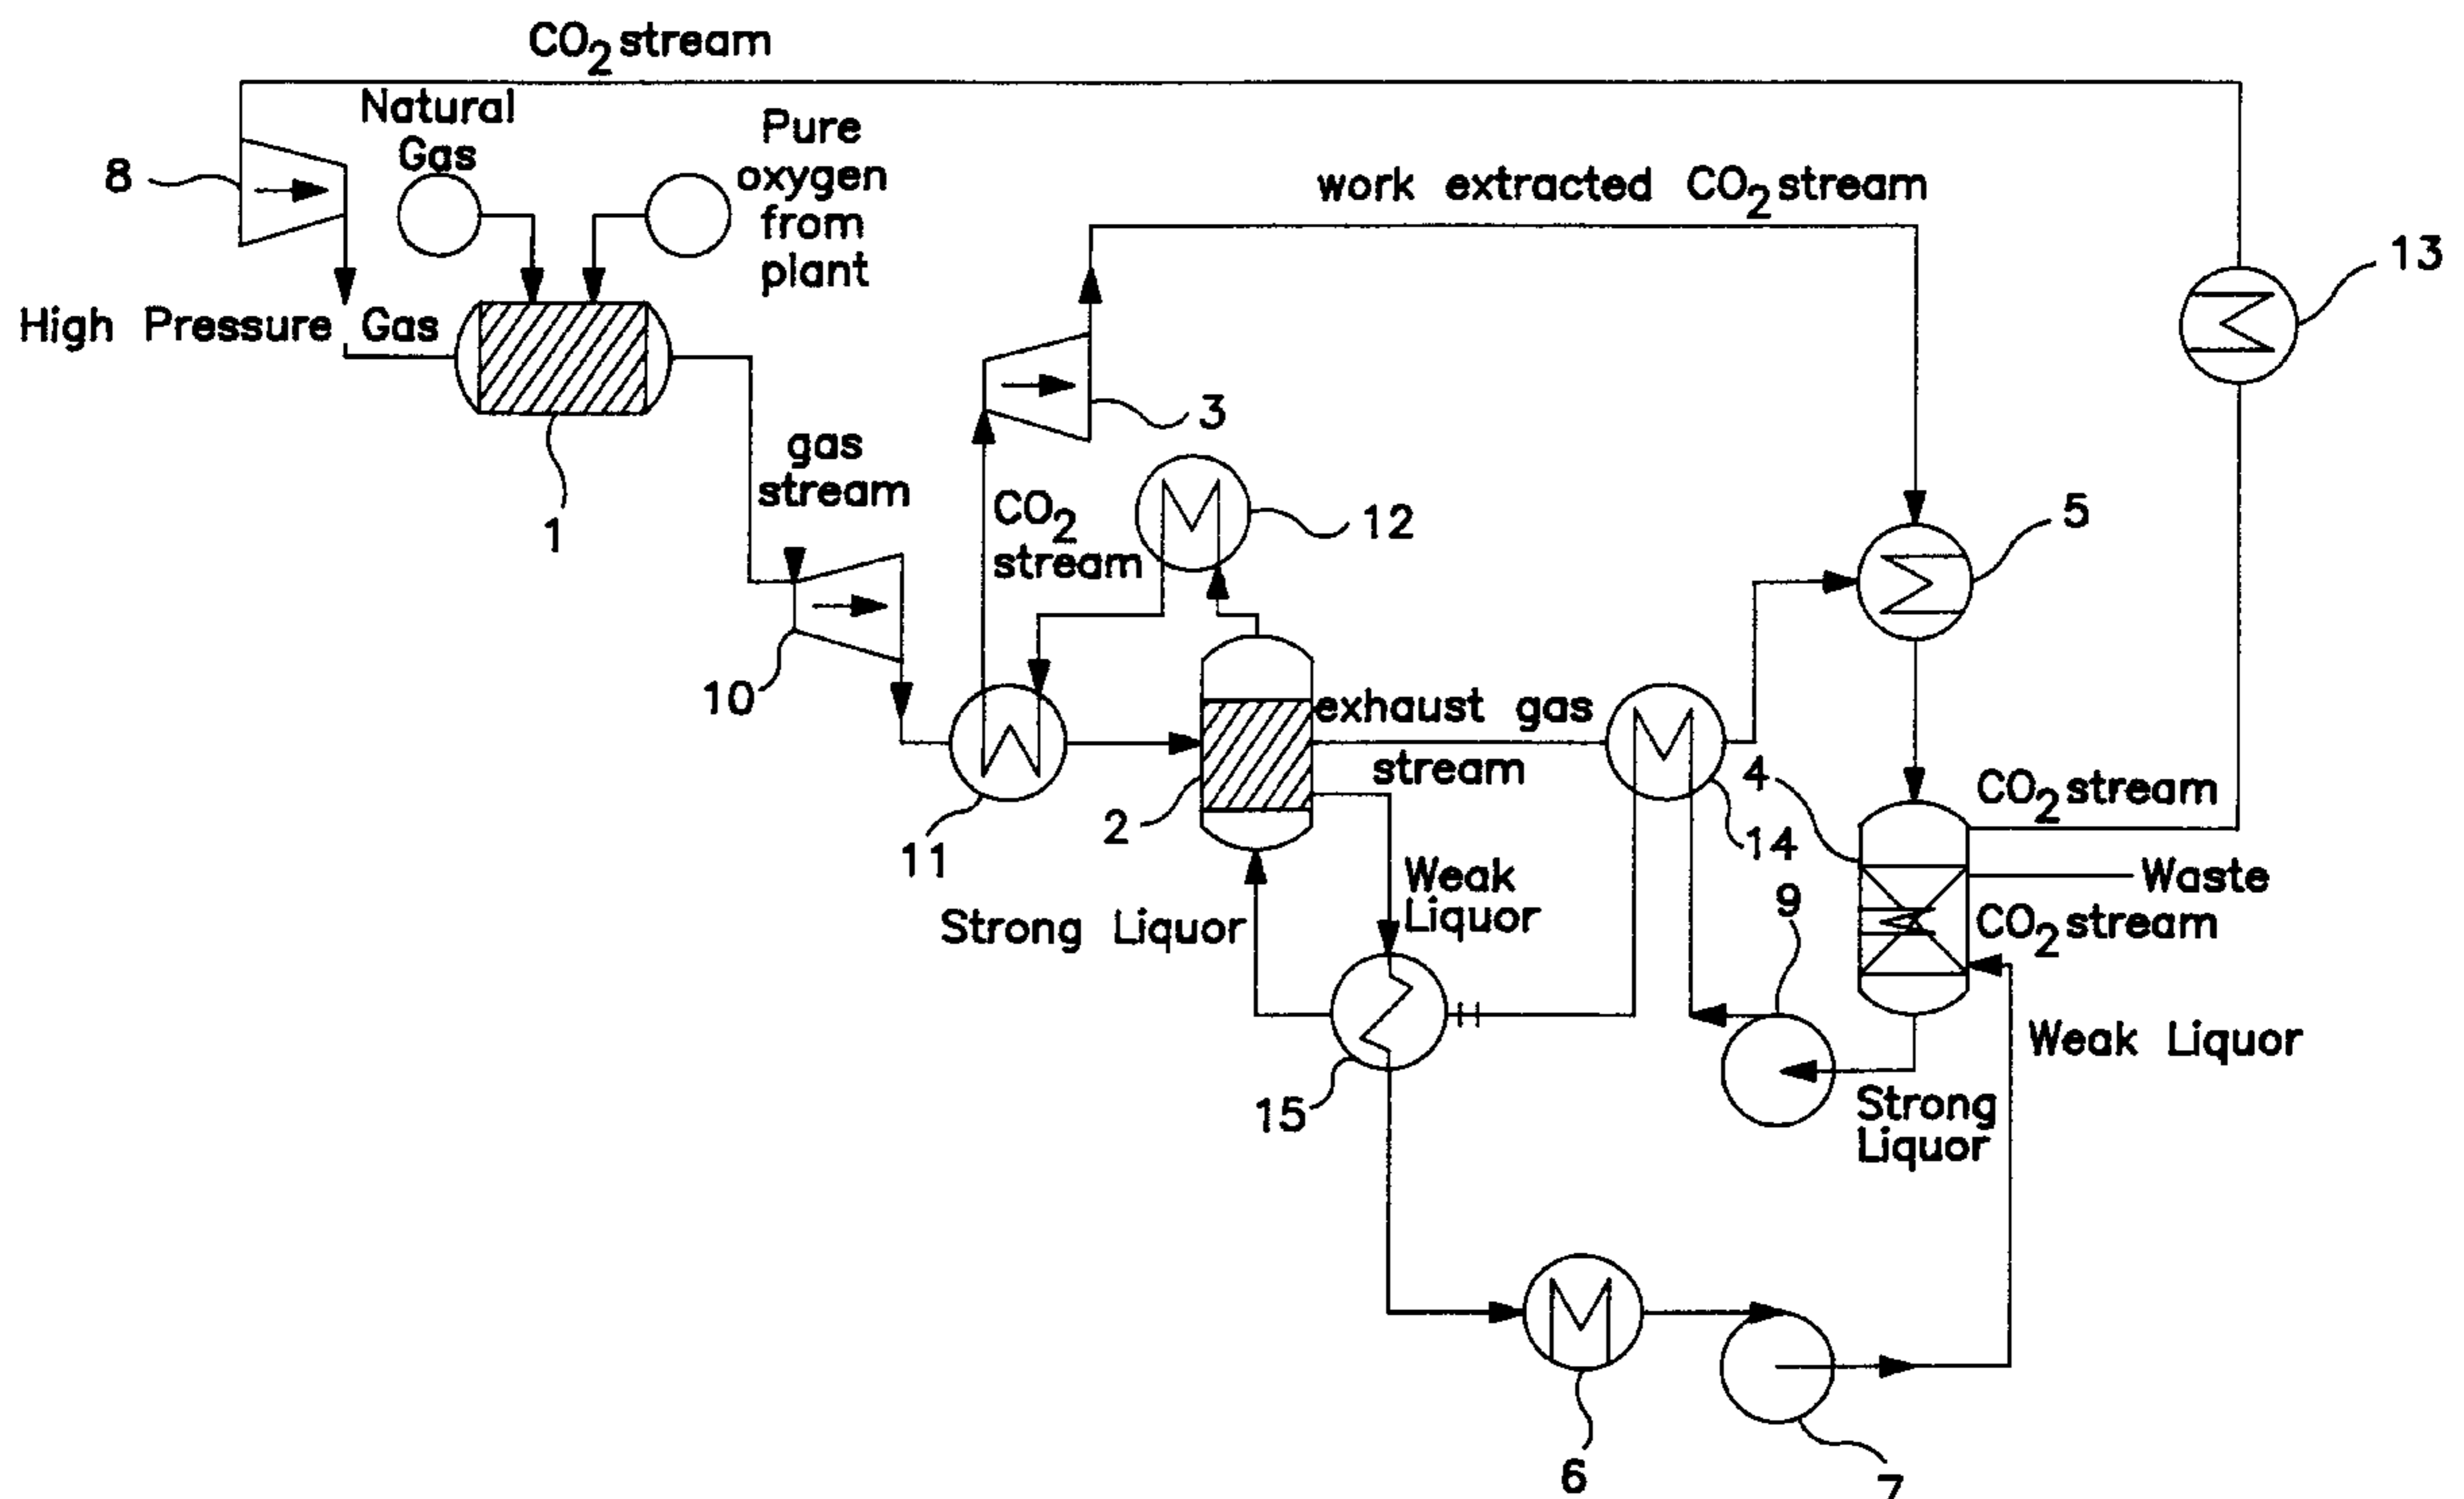 CO2 stream
Natural
Gas
Pure
oxygen
from
plant
8
work extracted CO2 stream
13
High Pressure Gas
3
gas
stream
1
CO2
stream
12
5
10
exhaust gas
stream
4
CO2 stream
2
11
14
Weak
Liquor
9
Waste
CO2 stream
Strong Liquor
Weak Liquor
15
Strong
Liquor
6
7